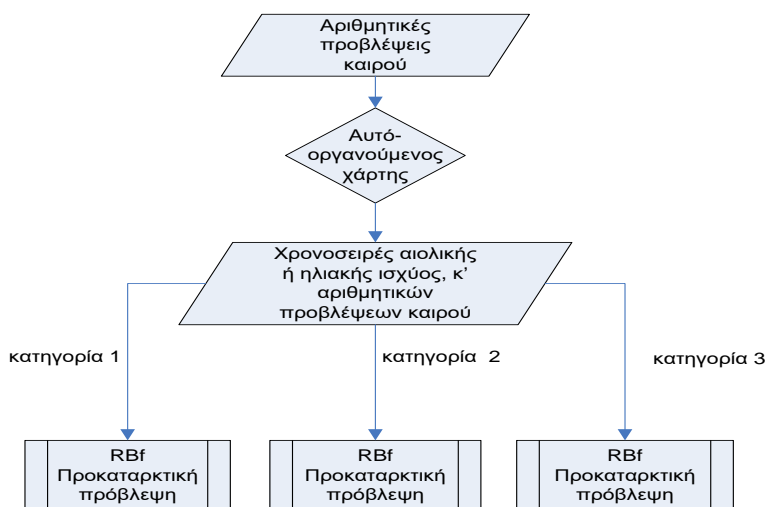 Αριθμητικές
προβλέψεις
καιρού
Αυτό-
οργανούμενος
χάρτης
Χρονοσειρές αιολικής
ή ηλιακής ισχύος, κ’
αριθμητικών
προβλέψεων καιρού
κατηγορία 1
κατηγορία 2
κατηγορία 3
RBf
Προκαταρκτική
πρόβλεψη
RBf
Προκαταρκτική
πρόβλεψη
RBf
Προκαταρκτική
πρόβλεψη